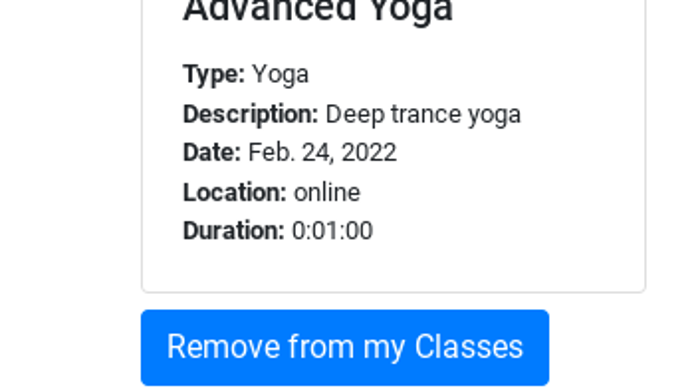 Advanced Yoga
Type: Yoga
Description: Deep trance yoga
Date: Feb. 24, 2022
Location: online
Duration: 0:01:00
Remove from my Classes